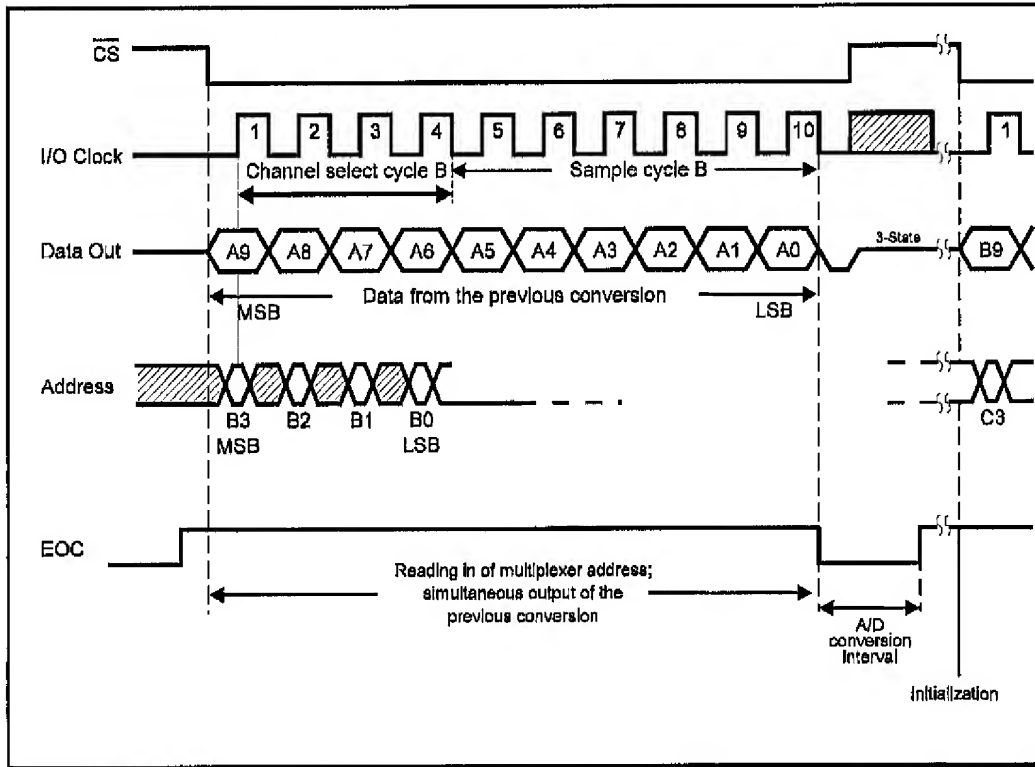 CS
I/O Clock
1 2 3 4 5 6 7 8 9 10 1
Channel select cycle B
Sample cycle B
Data Out
A9 A8 A7 A6 A5 A4 A3 A2 A1 A0
3-State
B9
Data from the previous conversion
MSB
LSB
Address
B3 B2 B1 B0
MSB LSB
C3
EOC
Reading in of multiplexer address;
simultaneous output of the
previous conversion
A/D
conversion
Interval
Initialization